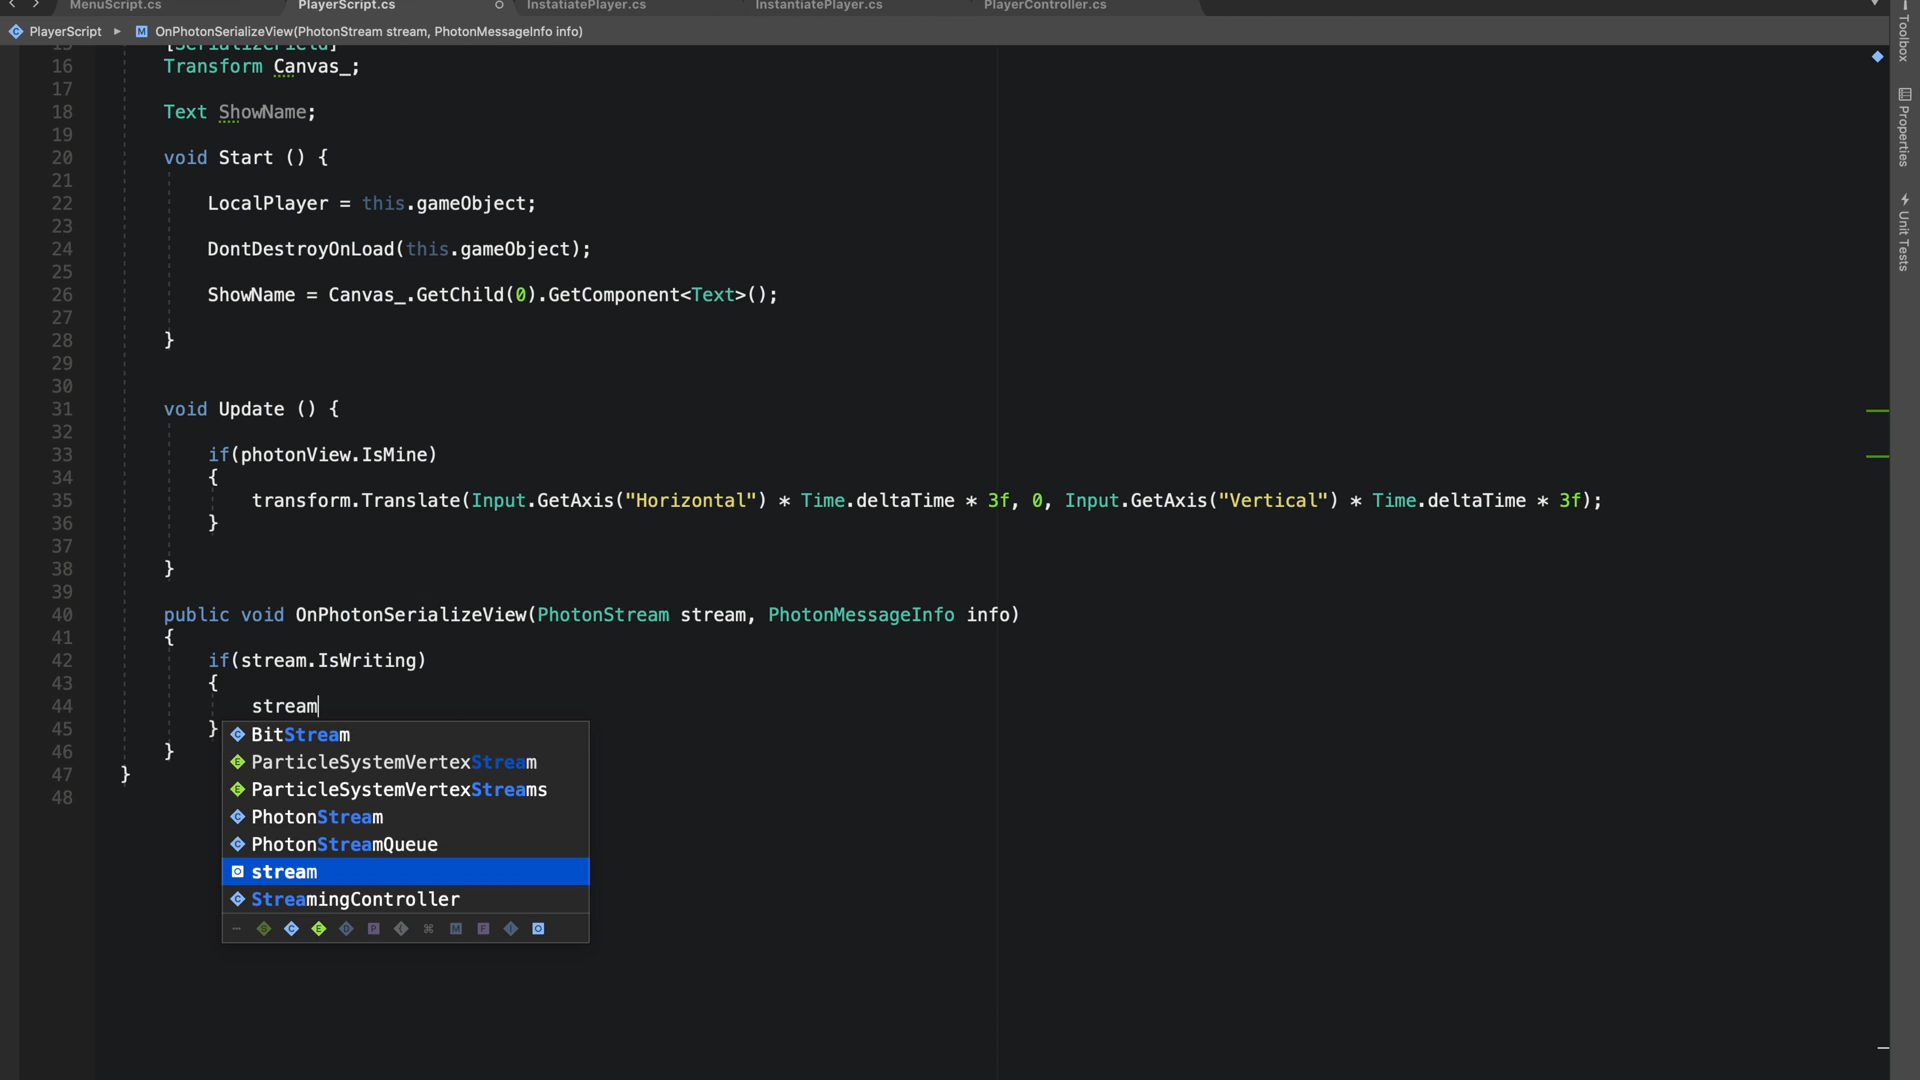 MenuScript.cs PlayerScript.cs InstatiatePlayer.cs InstantiatePlayer.cs PlayerController.cs
PlayerScript OnPhotonSerializeView(PhotonStream stream, PhotonMessageInfo info)
15 [SerializeField]
16 Transform Canvas_;
17
18 Text ShowName;
19
20 void Start () {
21
22 LocalPlayer = this.gameObject;
23
24 DontDestroyOnLoad(this.gameObject);
25
26 ShowName = Canvas_.GetChild(0).GetComponent<Text>();
27
28 }
29
30
31 void Update () {
32
33 if(photonView.IsMine)
34 {
35 transform.Translate(Input.GetAxis("Horizontal") * Time.deltaTime * 3f, 0, Input.GetAxis("Vertical") * Time.deltaTime * 3f);
36 }
37
38 }
39
40 public void OnPhotonSerializeView(PhotonStream stream, PhotonMessageInfo info)
41 {
42 if(stream.IsWriting)
43 {
44 stream
45 }
46 }
47 }
48
BitStream
ParticleSystemVertexStream
ParticleSystemVertexStreams
PhotonStream
PhotonStreamQueue
stream
StreamingController
Toolbox
Properties
Unit Tests